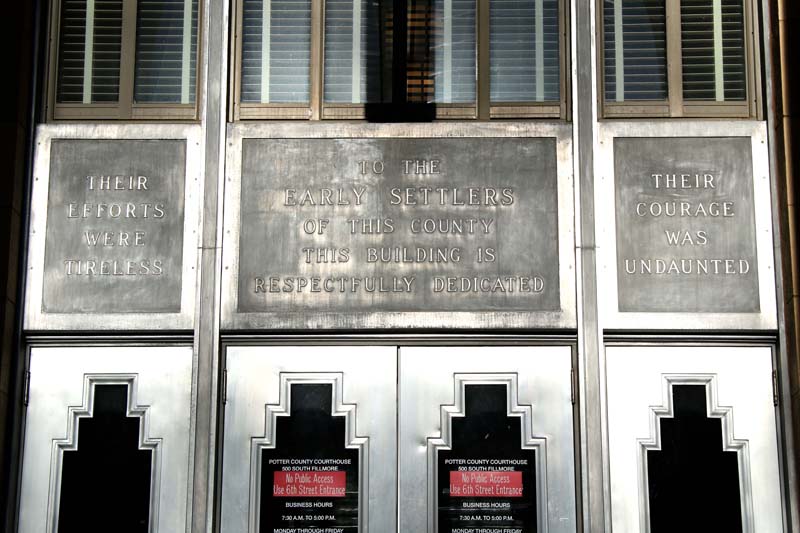 THEIR
EFFORTS
WERE
TIRELESS
TO THE
EARLY SETTLERS
OF THIS COUNTY
THIS BUILDING IS
RESPECTFULLY DEDICATED
THEIR
COURAGE
WAS
UNDAUNTED
POTTER COUNTY COURTHOUSE
500 SOUTH FILLMORE
No Public Access
Use 6th Street Entrance
BUSINESS HOURS
7:30 A.M. TO 5:00 P.M.
MONDAY THROUGH FRIDAY
POTTER COUNTY COURTHOUSE
500 SOUTH FILLMORE
No Public Access
Use 6th Street Entrance
BUSINESS HOURS
7:30 A.M. TO 5:00 P.M.
MONDAY THROUGH FRIDAY